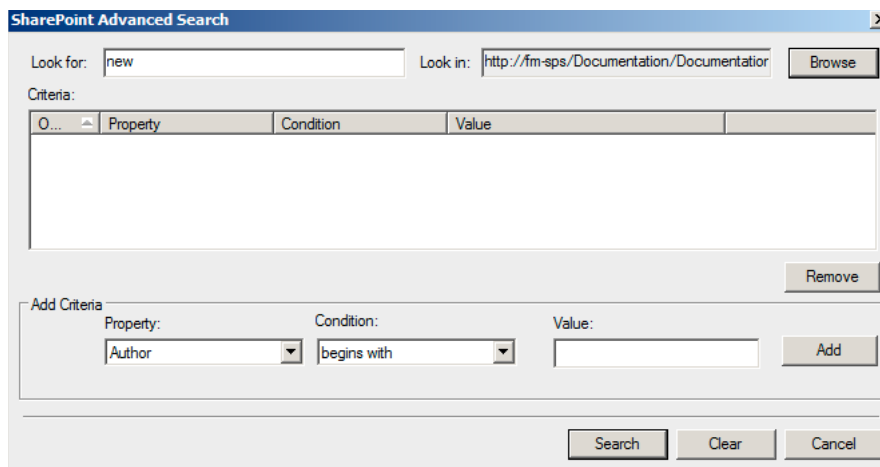 SharePoint Advanced Search
Look for: new Look in: http://fm-sps/Documentation/Documentation Browse
Criteria:
O... Property Condition Value
Remove
Add Criteria
Property: Condition: Value:
Author begins with Add
Search Clear Cancel